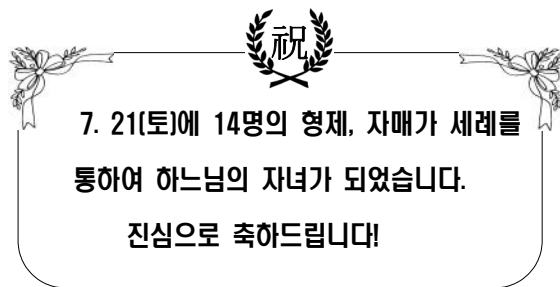 祝
7. 21(토)에 14명의 형제, 자매가 세례를
통하여 하느님의 자녀가 되었습니다.
진심으로 축하드립니다!